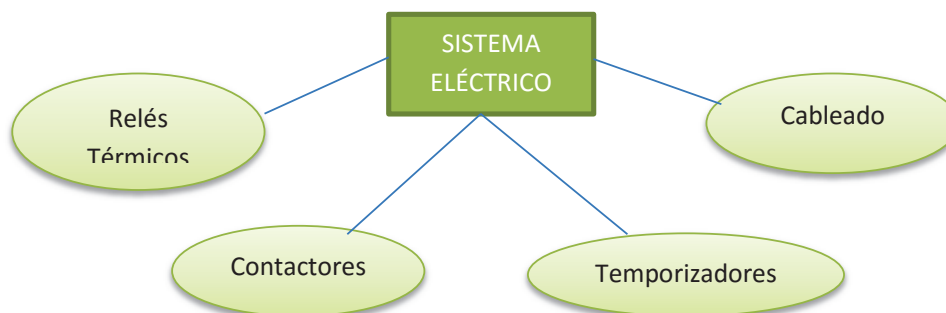 SISTEMA
ELÉCTRICO
Relés
Térmicos
Cableado
Contactores
Temporizadores